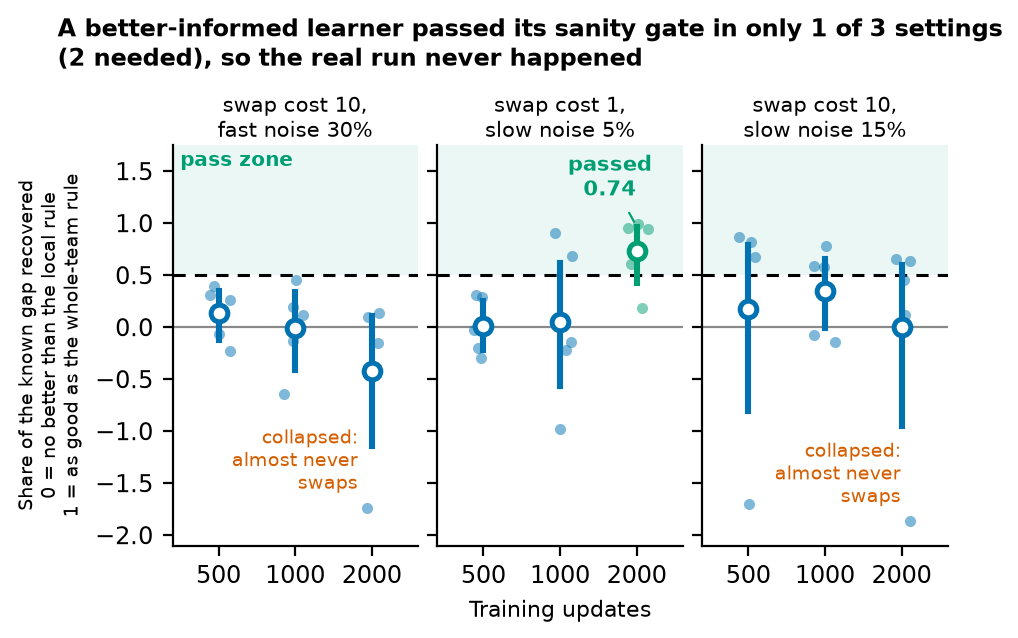 A better-informed learner passed its sanity gate in only 1 of 3 settings
(2 needed), so the real run never happened
swap cost 10,
fast noise 30%
swap cost 1,
slow noise 5%
swap cost 10,
slow noise 15%
Share of the known gap recovered
0 = no better than the local rule
1 = as good as the whole-team rule
1.5
1.0
0.5
0.0
−0.5
−1.0
−1.5
−2.0
pass zone
collapsed:
almost never
swaps
passed
0.74
collapsed:
almost never
swaps
500 1000 2000
500 1000 2000
500 1000 2000
Training updates